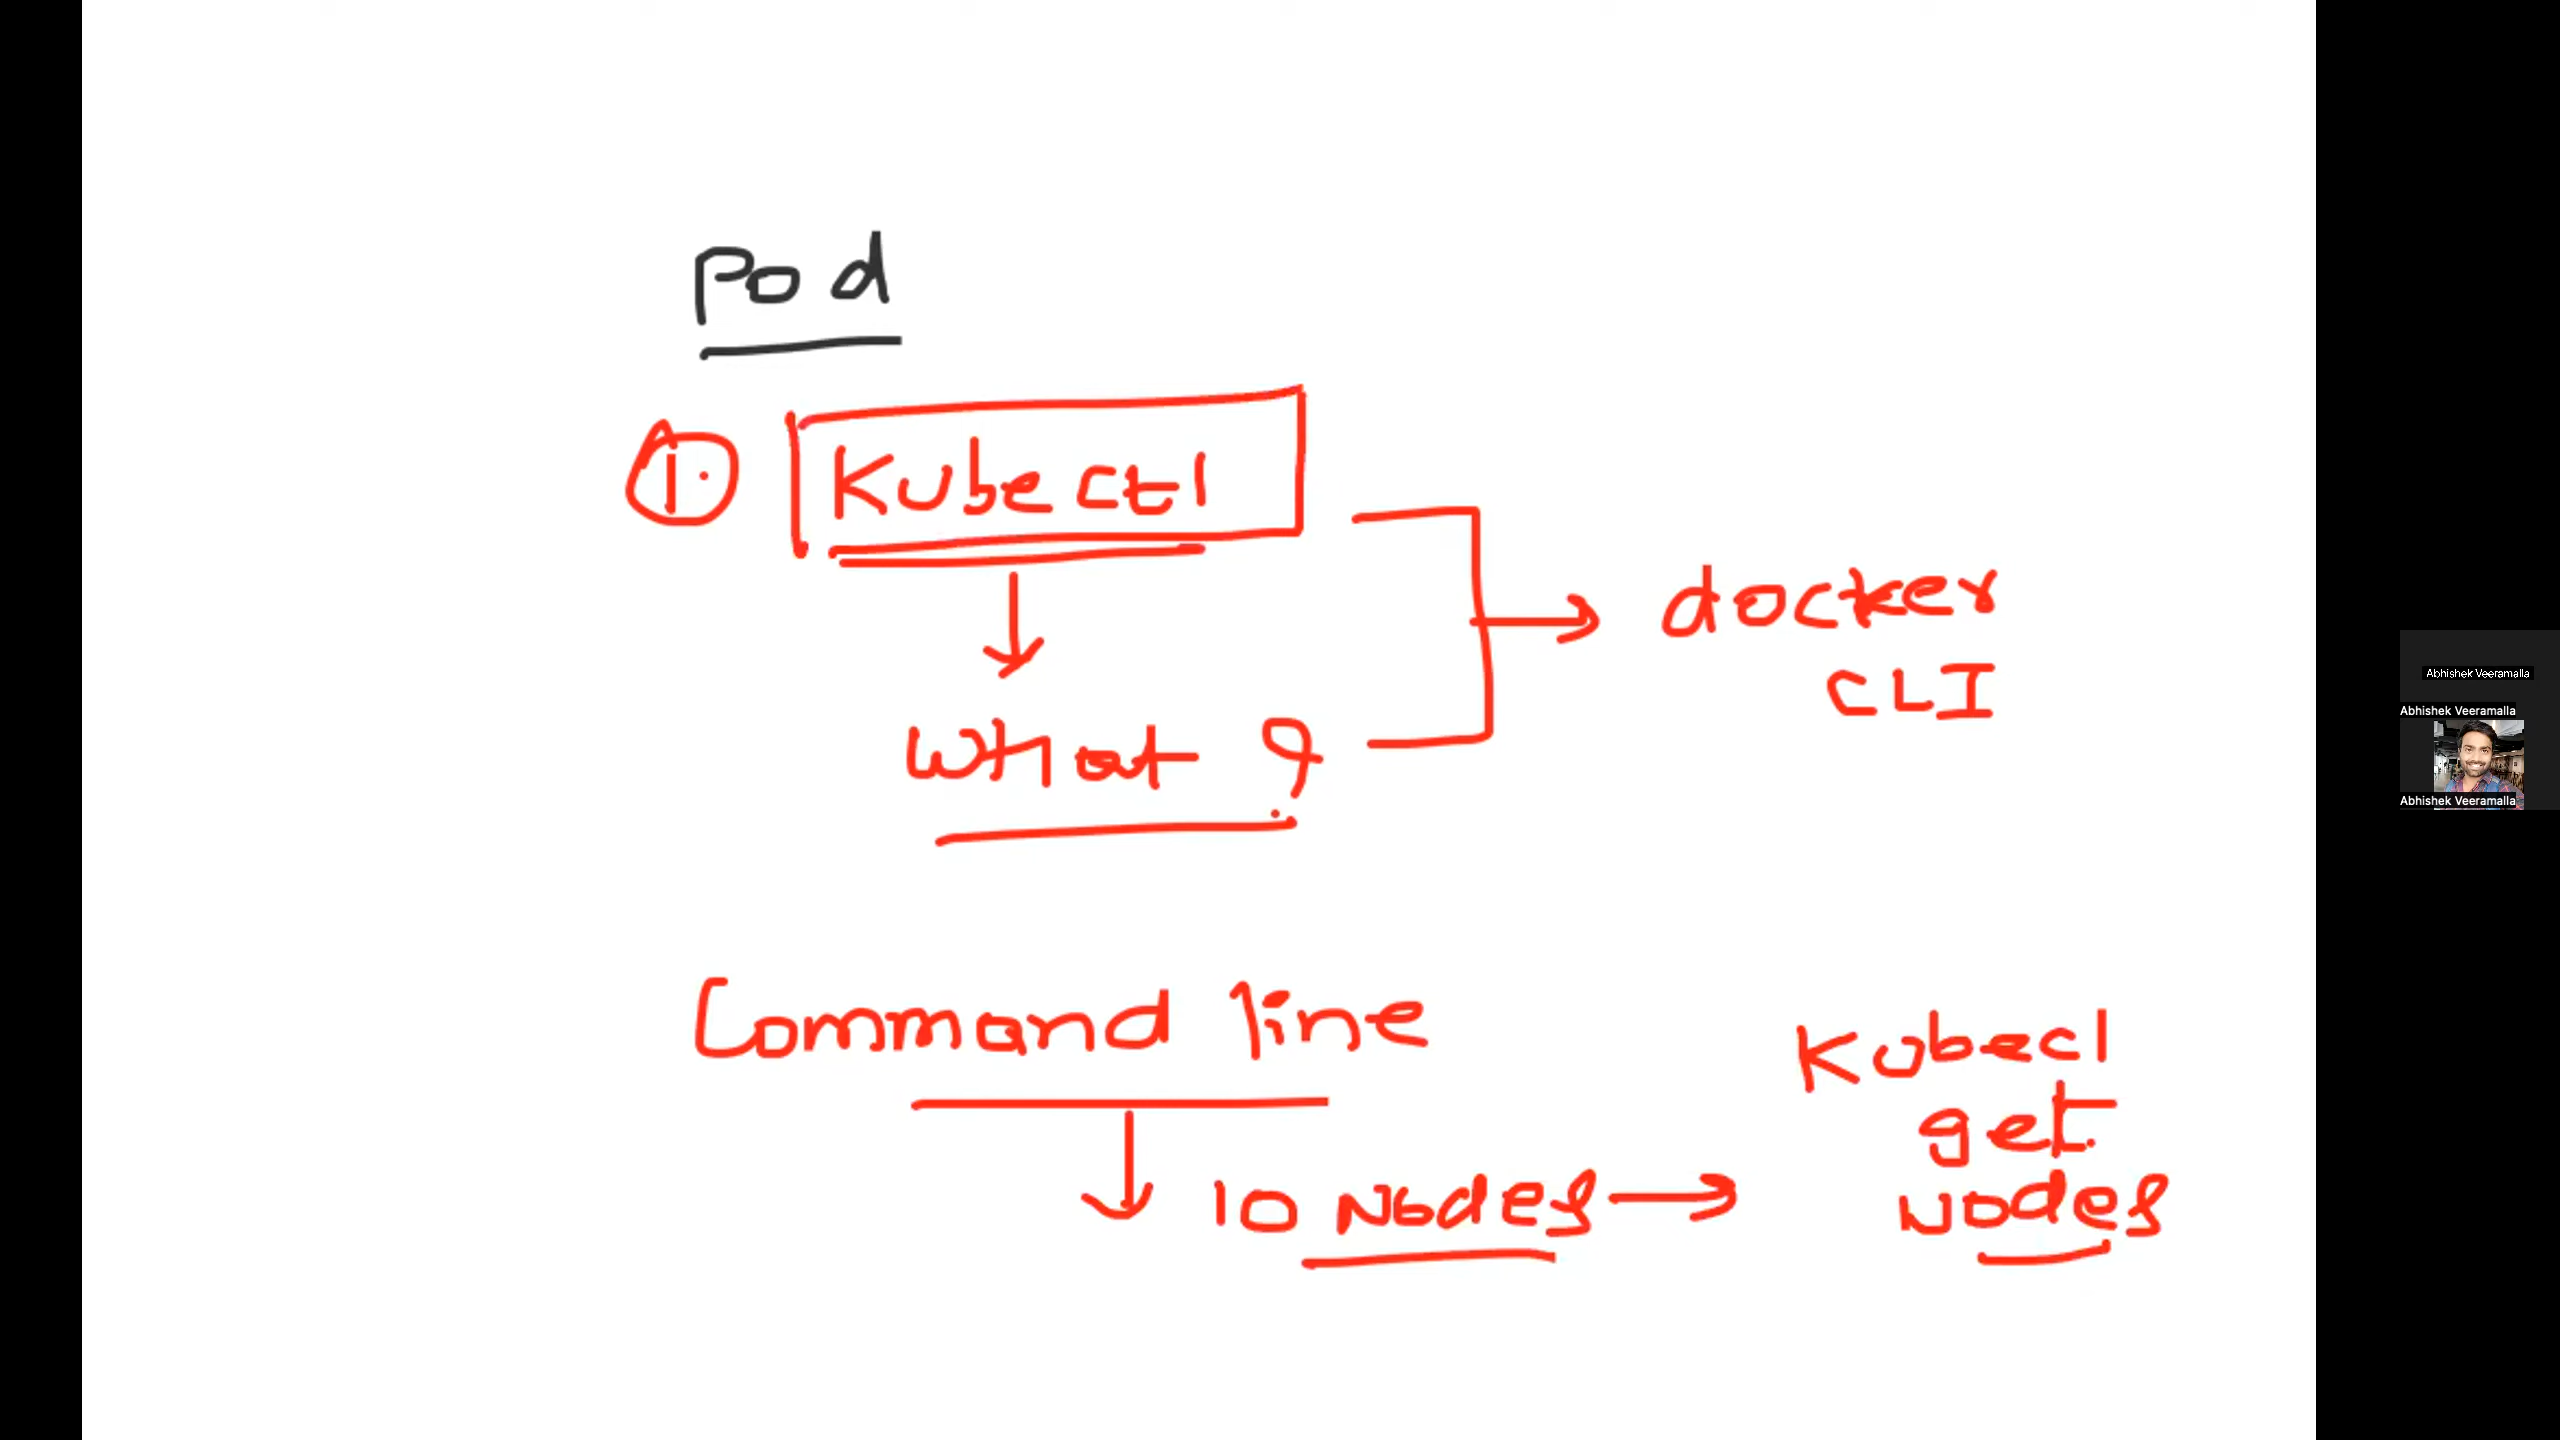 Pod
1. Kubectl
What ?
docker
CLI
Command line
10 Nodes
Kubecl
get
Nodes
Abhishek Veeramalla
Abhishek Veeramalla
Abhishek Veeramalla